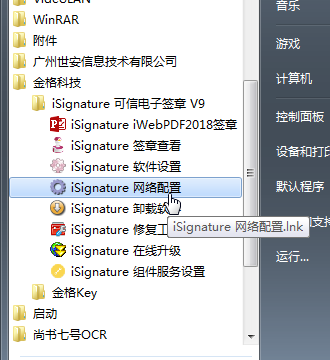 VideoLAN
WinRAR
附件
广州世安信息技术有限公司
金格科技
iSignature 可信电子签章 V9
iSignature iWebPDF2018签章
iSignature 签章查看
iSignature 软件设置
iSignature 网络配置
iSignature 卸载软
iSignature 修复工
iSignature 网络配置.lnk
iSignature 在线升级
iSignature 组件服务设置
金格Key
启动
尚书七号OCR
音乐
游戏
计算机
控制面板
设备和打印
默认程序
支持
运行...